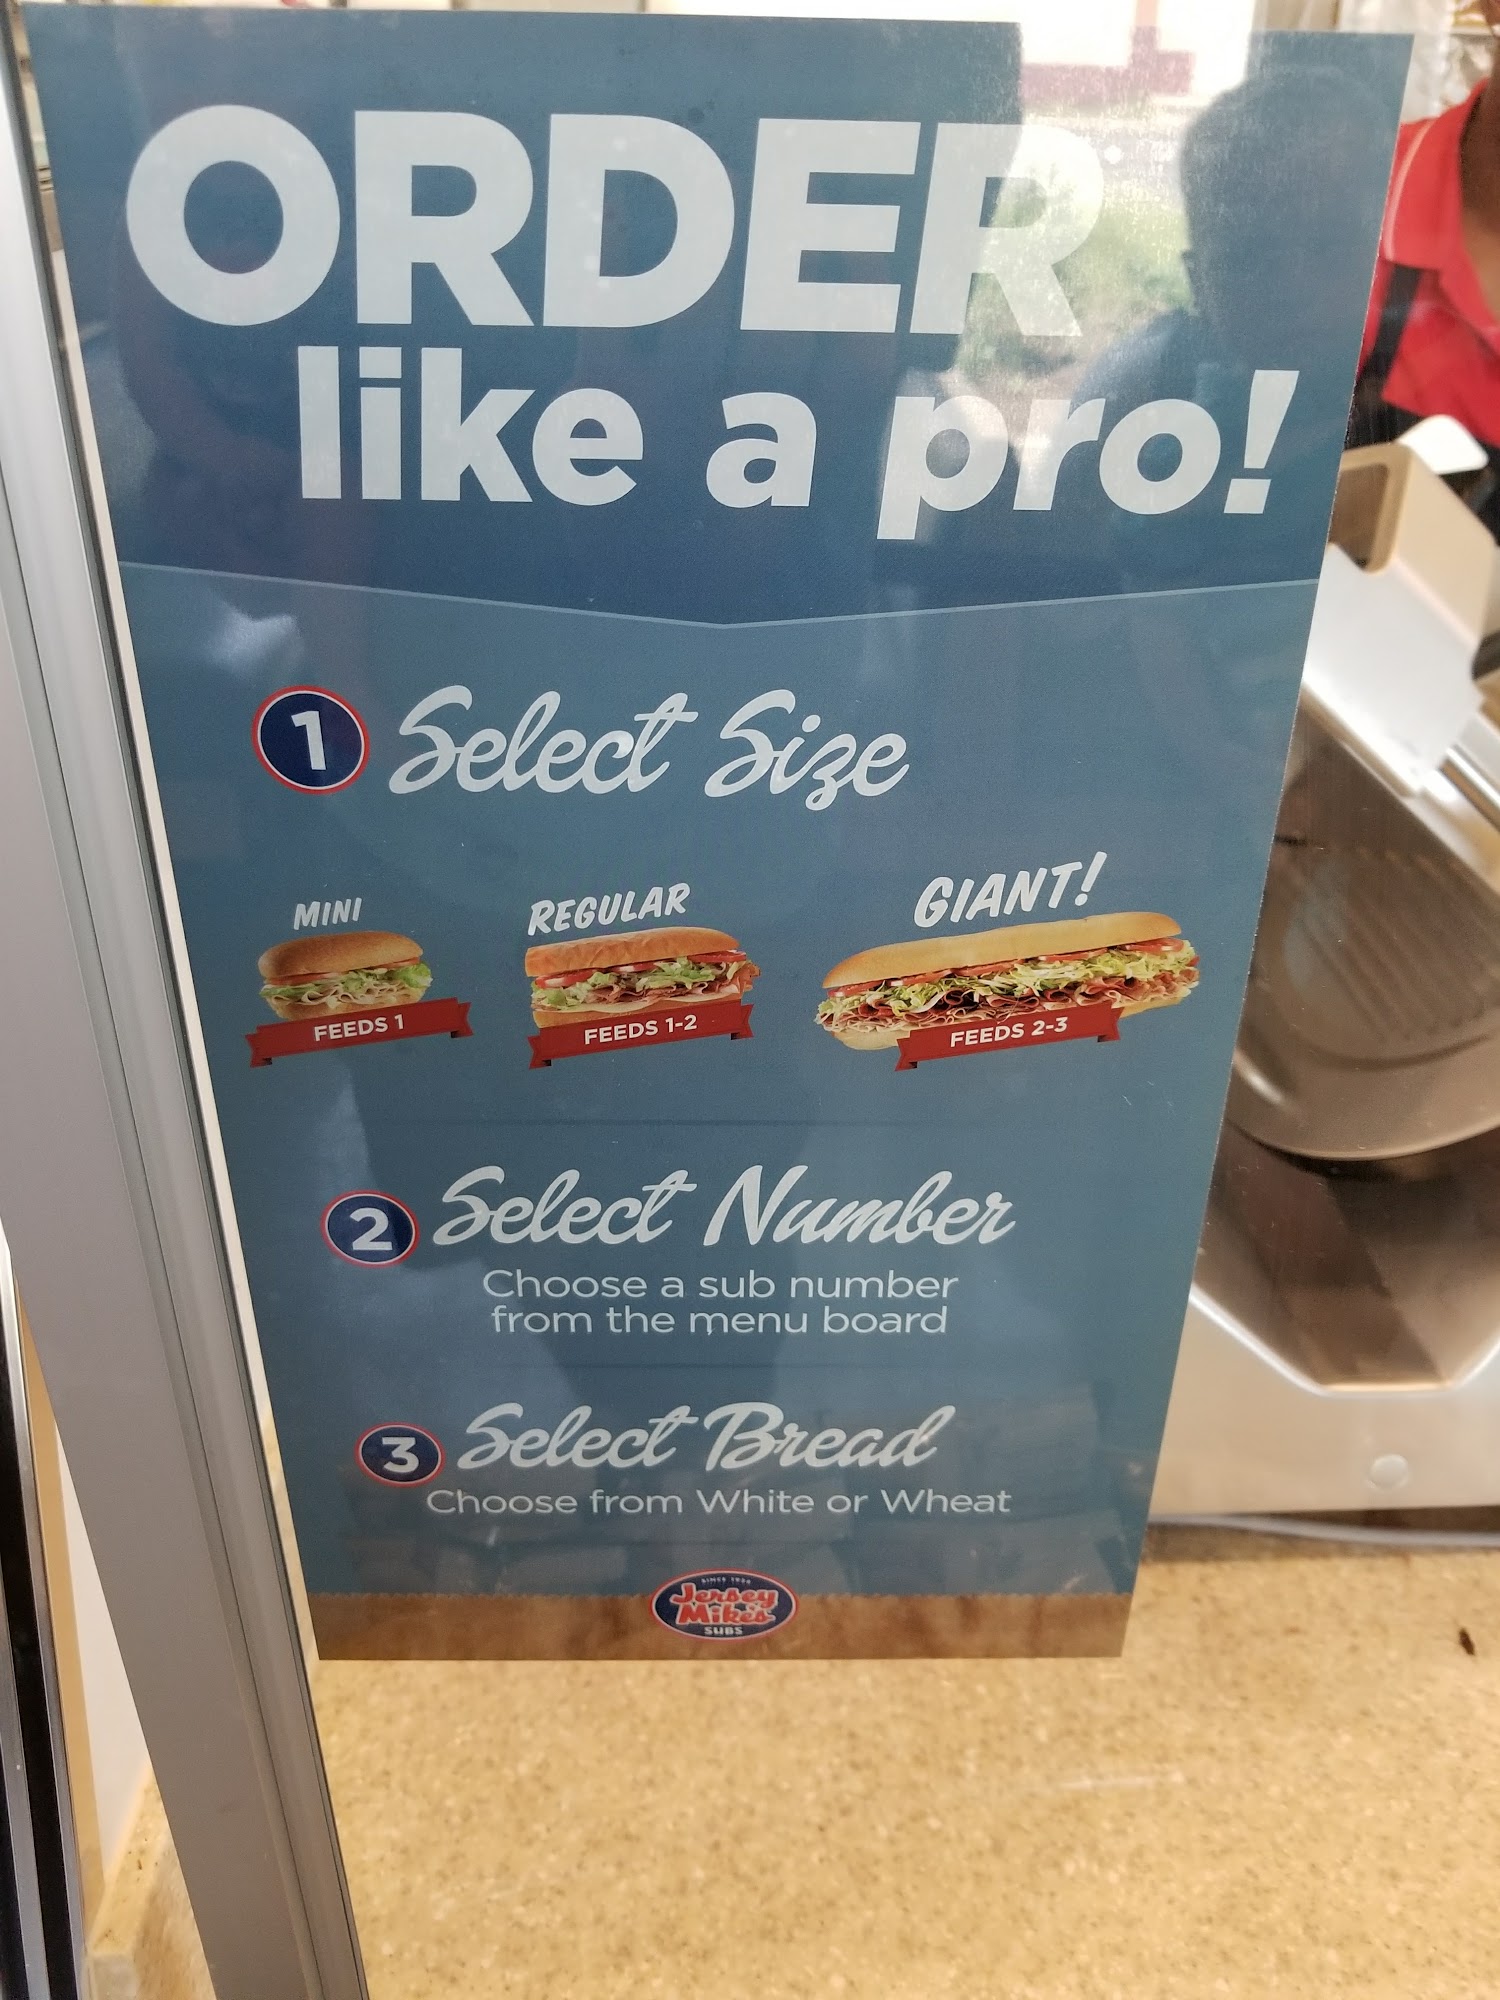 ORDER
like a pro!
1 Select Size
MINI
FEEDS 1
REGULAR
FEEDS 1-2
GIANT!
FEEDS 2-3
2 Select Number
Choose a sub number
from the menu board
3 Select Bread
Choose from White or Wheat
SINCE 1956
Jersey
Mike's
SUBS